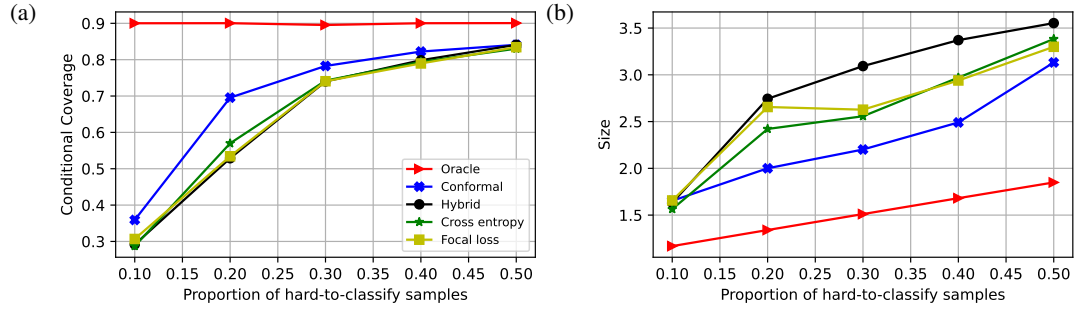 (a)
Conditional Coverage
0.9
0.8
0.7
0.6
0.5
0.4
0.3
0.10 0.15 0.20 0.25 0.30 0.35 0.40 0.45 0.50
Proportion of hard-to-classify samples
Oracle
Conformal
Hybrid
Cross entropy
Focal loss
(b)
Size
3.5
3.0
2.5
2.0
1.5
0.10 0.15 0.20 0.25 0.30 0.35 0.40 0.45 0.50
Proportion of hard-to-classify samples